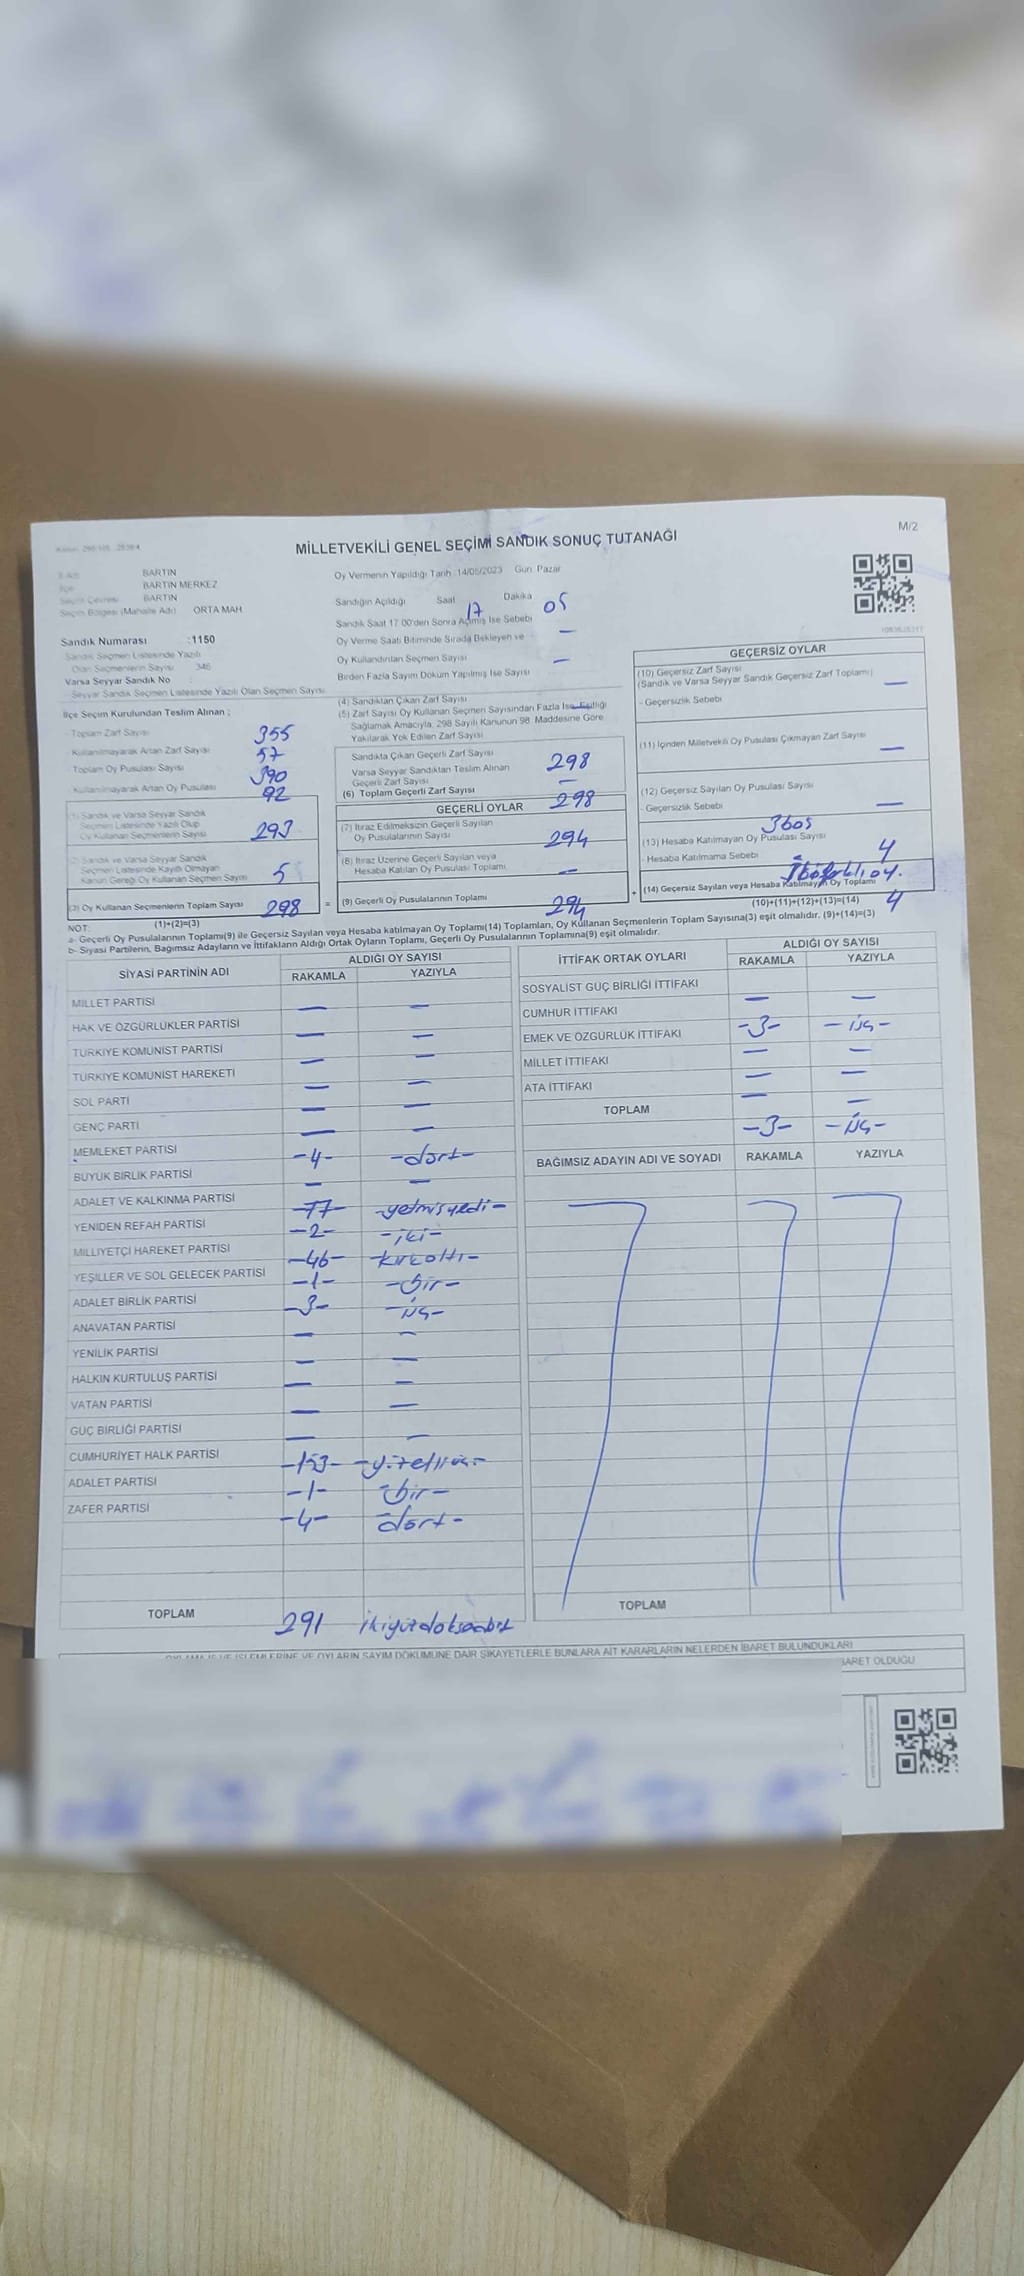 M/2
MİLLETVEKİLİ GENEL SEÇİMİ SANDIK SONUÇ TUTANAĞI
BARTIN
BARTIN MERKEZ
BARTIN
Seçim Bölgesi (Mahalle Adı) ORTA MAH
Sandık Numarası :1150
Sandık Seçmen Listesinde Yazılı
Olan Seçmenlerin Sayısı 346
Varsa Seyyar Sandık No
Seyyar Sandık Seçmen Listesinde Yazılı Olan Seçmen Sayısı
Oy Vermenin Yapıldığı Tarih :14/05/2023 Gün: Pazar
Sandığın Açıldığı Saat 17 Dakika 05
Sandık Saat 17.00'den Sonra Açılmış İse Sebebi
Oy Verme Saati Bitiminde Sırada Bekleyen ve —
Oy Kullandırılan Seçmen Sayısı —
Birden Fazla Sayım Döküm Yapılmış İse Sayısı
İlçe Seçim Kurulundan Teslim Alınan ;
Toplam Zarf Sayısı 355
Kullanılmayarak Artan Zarf Sayısı 57
Toplam Oy Pusulası Sayısı 390
Kullanılmayarak Artan Oy Pusulası 92
(1) Sandık ve Varsa Seyyar Sandık
Seçmen Listesinde Yazılı Olup
Oy Kullanan Seçmenlerin Sayısı 293
(2) Sandık ve Varsa Seyyar Sandık
Seçmen Listesinde Kayıtlı Olmayan
Kanun Gereği Oy Kullanan Seçmen Sayısı 5
(3) Oy Kullanan Seçmenlerin Toplam Sayısı 298
(1)+(2)=(3)
(4) Sandıktan Çıkan Zarf Sayısı
(5) Zarf Sayısı Oy Kullanan Seçmen Sayısından Fazla İse, Eşitliği
Sağlamak Amacıyla, 298 Sayılı Kanunun 98. Maddesine Göre
Yakılarak Yok Edilen Zarf Sayısı
Sandıkta Çıkan Geçerli Zarf Sayısı 298
Varsa Seyyar Sandıktan Teslim Alınan
Geçerli Zarf Sayısı —
(6) Toplam Geçerli Zarf Sayısı 298
GEÇERLİ OYLAR
(7) İtiraz Edilmeksizin Geçerli Sayılan
Oy Pusulalarının Sayısı 294
(8) İtiraz Üzerine Geçerli Sayılan veya
Hesaba Katılan Oy Pusulası Toplamı —
= (9) Geçerli Oy Pusulalarının Toplamı 294
GEÇERSİZ OYLAR
(10) Geçersiz Zarf Sayısı
(Sandık ve Varsa Seyyar Sandık Geçersiz Zarf Toplamı) —
- Geçersizlik Sebebi
(11) İçinden Milletvekili Oy Pusulası Çıkmayan Zarf Sayısı —
(12) Geçersiz Sayılan Oy Pusulası Sayısı
- Geçersizlik Sebebi —
3boş
(13) Hesaba Katılmayan Oy Pusulası Sayısı
- Hesaba Katılmama Sebebi 4
+ (14) Geçersiz Sayılan veya Hesaba Katılmayan Oy Toplamı
(10)+(11)+(12)+(13)=(14) 4
NOT:
a- Geçerli Oy Pusulalarının Toplamı(9) ile Geçersiz Sayılan veya Hesaba katılmayan Oy Toplamı(14) Toplamları, Oy Kullanan Seçmenlerin Toplam Sayısına(3) eşit olmalıdır. (9)+(14)=(3)
b- Siyasi Partilerin, Bağımsız Adayların ve İttifakların Aldığı Ortak Oyların Toplamı, Geçerli Oy Pusulalarının Toplamına(9) eşit olmalıdır.
SİYASİ PARTİNİN ADI ALDIĞI OY SAYISI
RAKAMLA YAZIYLA
MİLLET PARTİSİ — —
HAK VE ÖZGÜRLÜKLER PARTİSİ — —
TÜRKİYE KOMÜNİST PARTİSİ — —
TÜRKİYE KOMÜNİST HAREKETİ — —
SOL PARTİ — —
GENÇ PARTİ — —
MEMLEKET PARTİSİ -4- -dört-
BÜYÜK BİRLİK PARTİSİ — —
ADALET VE KALKINMA PARTİSİ -77- -yetmişyedi-
YENİDEN REFAH PARTİSİ -2- -iki-
MİLLİYETÇİ HAREKET PARTİSİ -46- -kırkaltı-
YEŞİLLER VE SOL GELECEK PARTİSİ -1- -bir-
ADALET BİRLİK PARTİSİ -3- -üç-
ANAVATAN PARTİSİ — —
YENİLİK PARTİSİ — —
HALKIN KURTULUŞ PARTİSİ — —
VATAN PARTİSİ — —
GÜÇ BİRLİĞİ PARTİSİ — —
CUMHURİYET HALK PARTİSİ -153- -yüzelliüç-
ADALET PARTİSİ -1- -bir-
ZAFER PARTİSİ -4- -dört-
TOPLAM 291 ikiyüzdoksanbir
İTTİFAK ORTAK OYLARI ALDIĞI OY SAYISI
RAKAMLA YAZIYLA
SOSYALİST GÜÇ BİRLİĞİ İTTİFAKI — —
CUMHUR İTTİFAKI -3- -üç-
EMEK VE ÖZGÜRLÜK İTTİFAKI — —
MİLLET İTTİFAKI — —
ATA İTTİFAKI — —
TOPLAM -3- -üç-
BAĞIMSIZ ADAYIN ADI VE SOYADI RAKAMLA YAZIYLA
TOPLAM
OYLAMA İŞ VE İŞLEMLERİNE VE OYLARIN SAYIM DÖKÜMÜNE DAİR ŞİKAYETLERLE BUNLARA AİT KARARLARIN NELERDEN İBARET BULUNDUKLARI
İBARET OLDUĞU